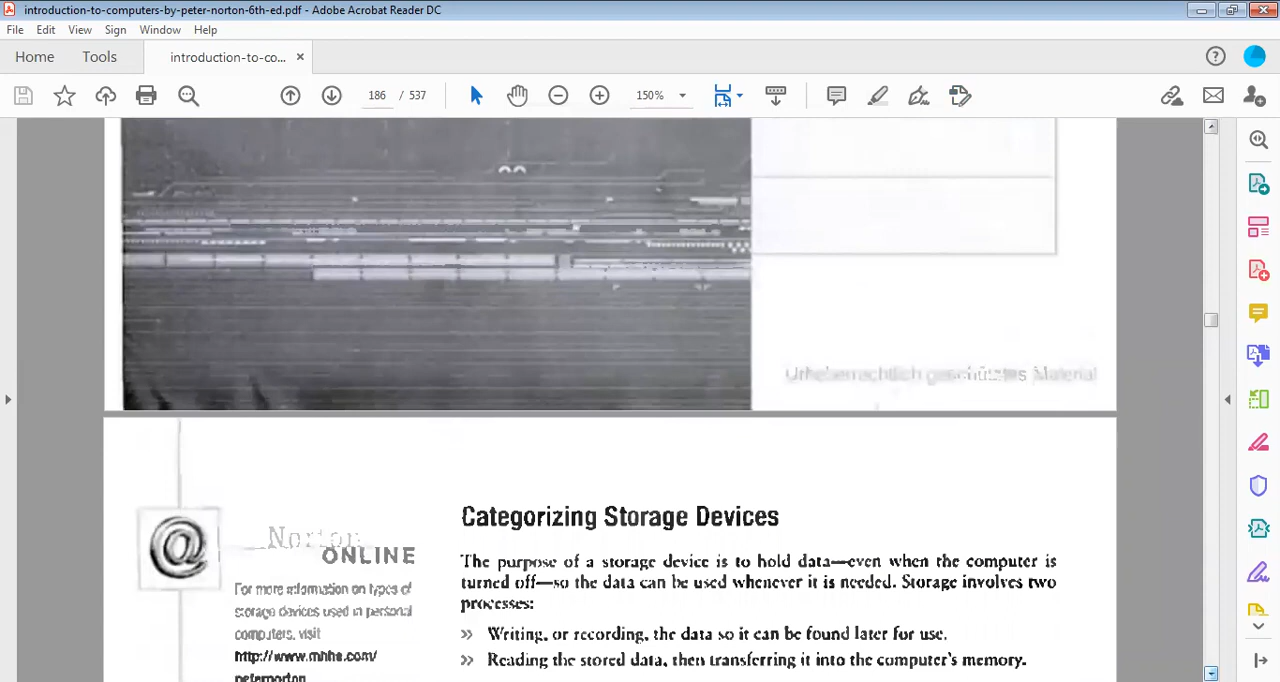 introduction-to-computers-by-peter-norton-6th-ed.pdf - Adobe Acrobat Reader DC
File Edit View Sign Window Help
Home Tools introduction-to-co... ×
186 / 537 150%
Urheberrechtlich geschütztes Material
Norton
ONLINE
For more information on types of
storage devices used in personal
computers, visit
http://www.mhhe.com/
peternorton
Categorizing Storage Devices
The purpose of a storage device is to hold data—even when the computer is
turned off—so the data can be used whenever it is needed. Storage involves two
processes:
» Writing, or recording, the data so it can be found later for use.
» Reading the stored data, then transferring it into the computer's memory.